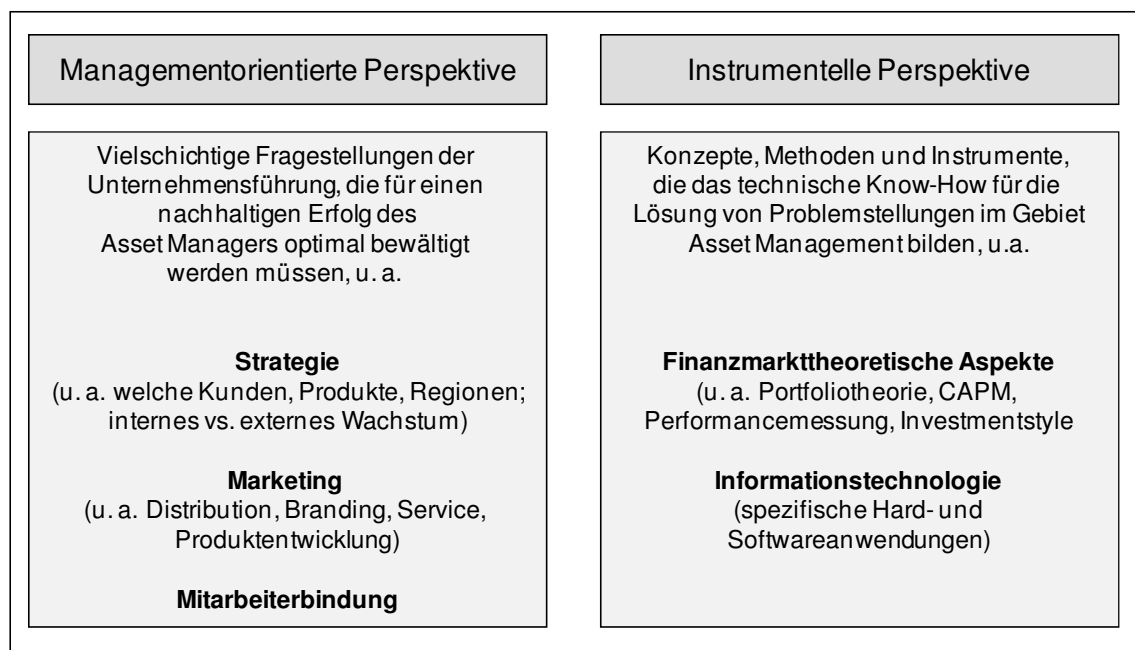 Managementorientierte Perspektive
Vielschichtige Fragestellungen der
Unternehmensführung, die für einen
nachhaltigen Erfolg des
Asset Managers optimal bewältigt
werden müssen, u. a.
Strategie
(u. a. welche Kunden, Produkte, Regionen;
internes vs. externes Wachstum)
Marketing
(u. a. Distribution, Branding, Service,
Produktentwicklung)
Mitarbeiterbindung
Instrumentelle Perspektive
Konzepte, Methoden und Instrumente,
die das technische Know-How für die
Lösung von Problemstellungen im Gebiet
Asset Management bilden, u.a.
Finanzmarkttheoretische Aspekte
(u. a. Portfoliotheorie, CAPM,
Performancemessung, Investmentstyle
Informationstechnologie
(spezifische Hard- und
Softwareanwendungen)